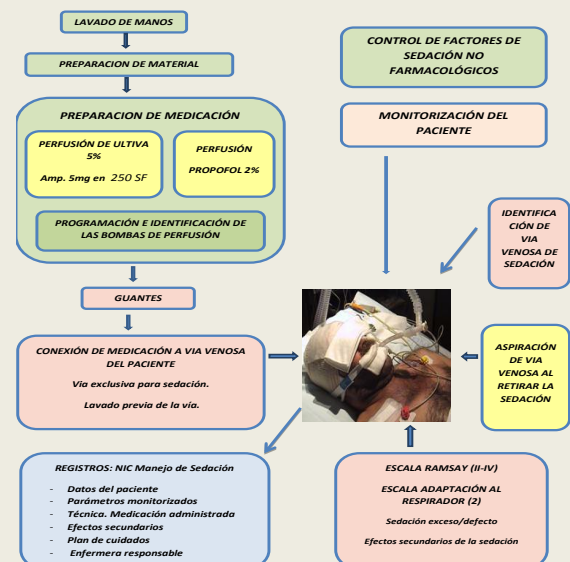 LAVADO DE MANOS
PREPARACION DE MATERIAL
PREPARACION DE MEDICACIÓN
PERFUSIÓN DE ULTIVA
5%
Amp. 5mg en 250 SF
PERFUSIÓN
PROPOFOL 2%
PROGRAMACIÓN E IDENTIFICACIÓN DE
LAS BOMBAS DE PERFUSIÓN
GUANTES
CONEXIÓN DE MEDICACIÓN A VIA VENOSA
DEL PACIENTE
Via exclusiva para sedación.
Lavado previa de la vía.
REGISTROS: NIC Manejo de Sedación
- Datos del paciente
- Parámetros monitorizados
- Técnica. Medicación administrada
- Efectos secundarios
- Plan de cuidados
- Enfermera responsable
CONTROL DE FACTORES DE
SEDACIÓN NO
FARMACOLÓGICOS
MONITORIZACIÓN DEL
PACIENTE
IDENTIFICA
CIÓN DE
VIA
VENOSA DE
SEDACIÓN
ASPIRACIÓN
DE VIA
VENOSA AL
RETIRAR LA
SEDACIÓN
ESCALA RAMSAY (II-IV)
ESCALA ADAPTACIÓN AL
RESPIRADOR (2)
Sedación exceso/defecto
Efectos secundarios de la sedación